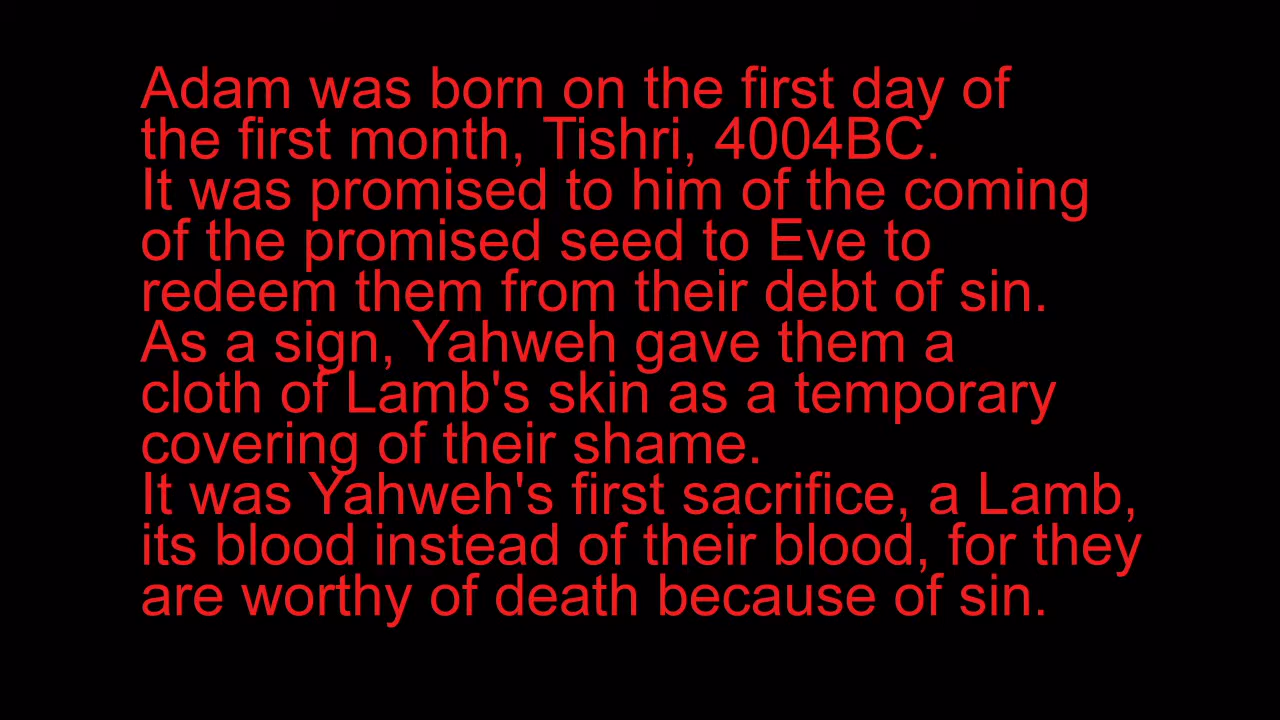 Adam was born on the first day of
the first month, Tishri, 4004BC.
It was promised to him of the coming
of the promised seed to Eve to
redeem them from their debt of sin.
As a sign, Yahweh gave them a
cloth of Lamb's skin as a temporary
covering of their shame.
It was Yahweh's first sacrifice, a Lamb,
its blood instead of their blood, for they
are worthy of death because of sin.